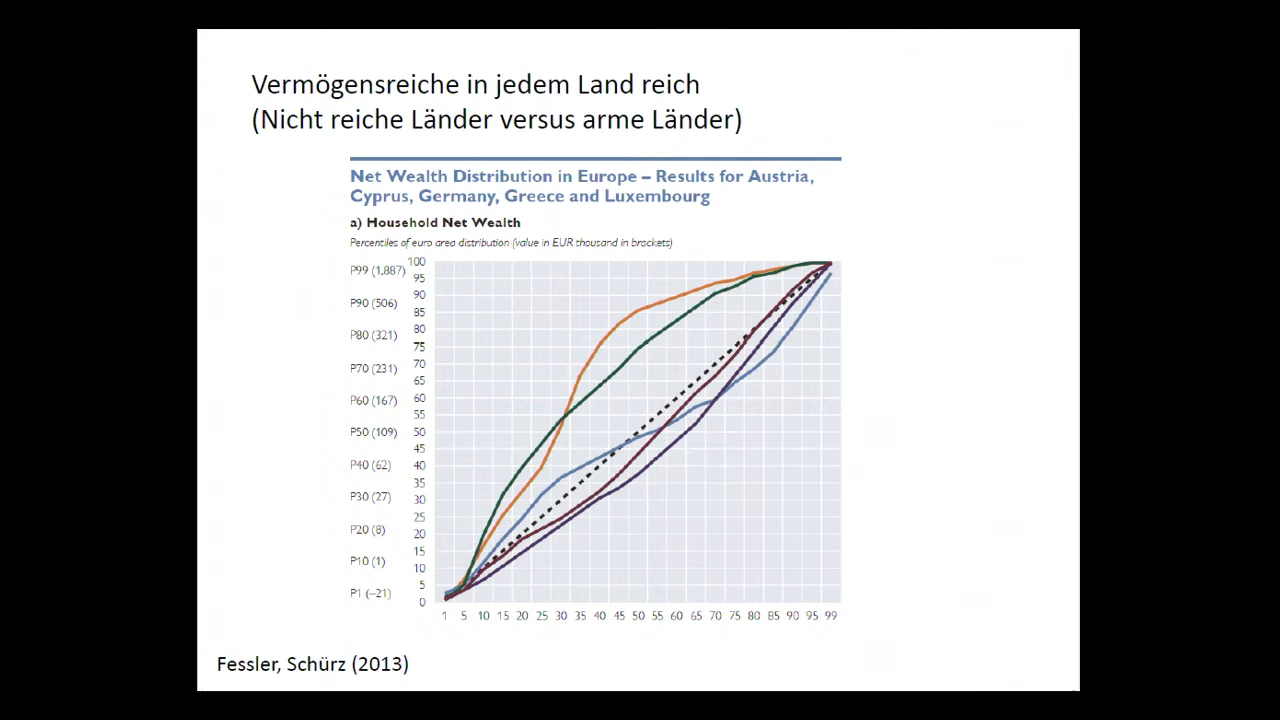 Vermögensreiche in jedem Land reich
(Nicht reiche Länder versus arme Länder)
Net Wealth Distribution in Europe – Results for Austria,
Cyprus, Germany, Greece and Luxembourg
a) Household Net Wealth
Percentiles of euro area distribution (value in EUR thousand in brackets)
P99 (1,887)
P90 (506)
P80 (321)
P70 (231)
P60 (167)
P50 (109)
P40 (62)
P30 (27)
P20 (8)
P10 (1)
P1 (–21)
100
95
90
85
80
75
70
65
60
55
50
45
40
35
30
25
20
15
10
5
0
1 5 10 15 20 25 30 35 40 45 50 55 60 65 70 75 80 85 90 95 99
Fessler, Schürz (2013)